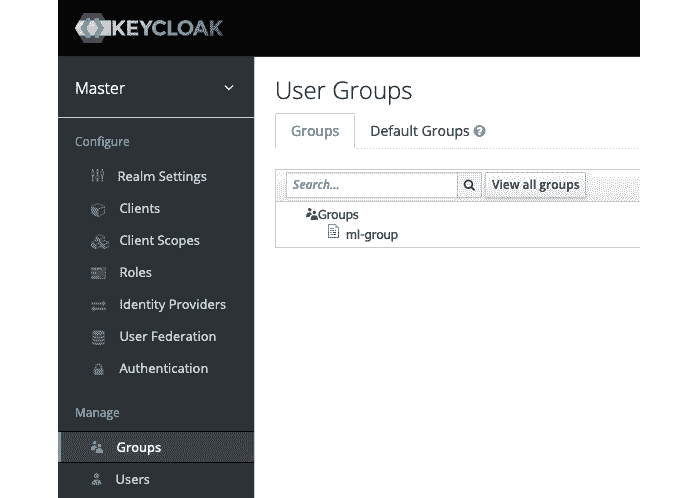 KEYCLOAK
Master
Configure
Realm Settings
Clients
Client Scopes
Roles
Identity Providers
User Federation
Authentication
Manage
Groups
Users
User Groups
Groups Default Groups
Search... View all groups
Groups
ml-group